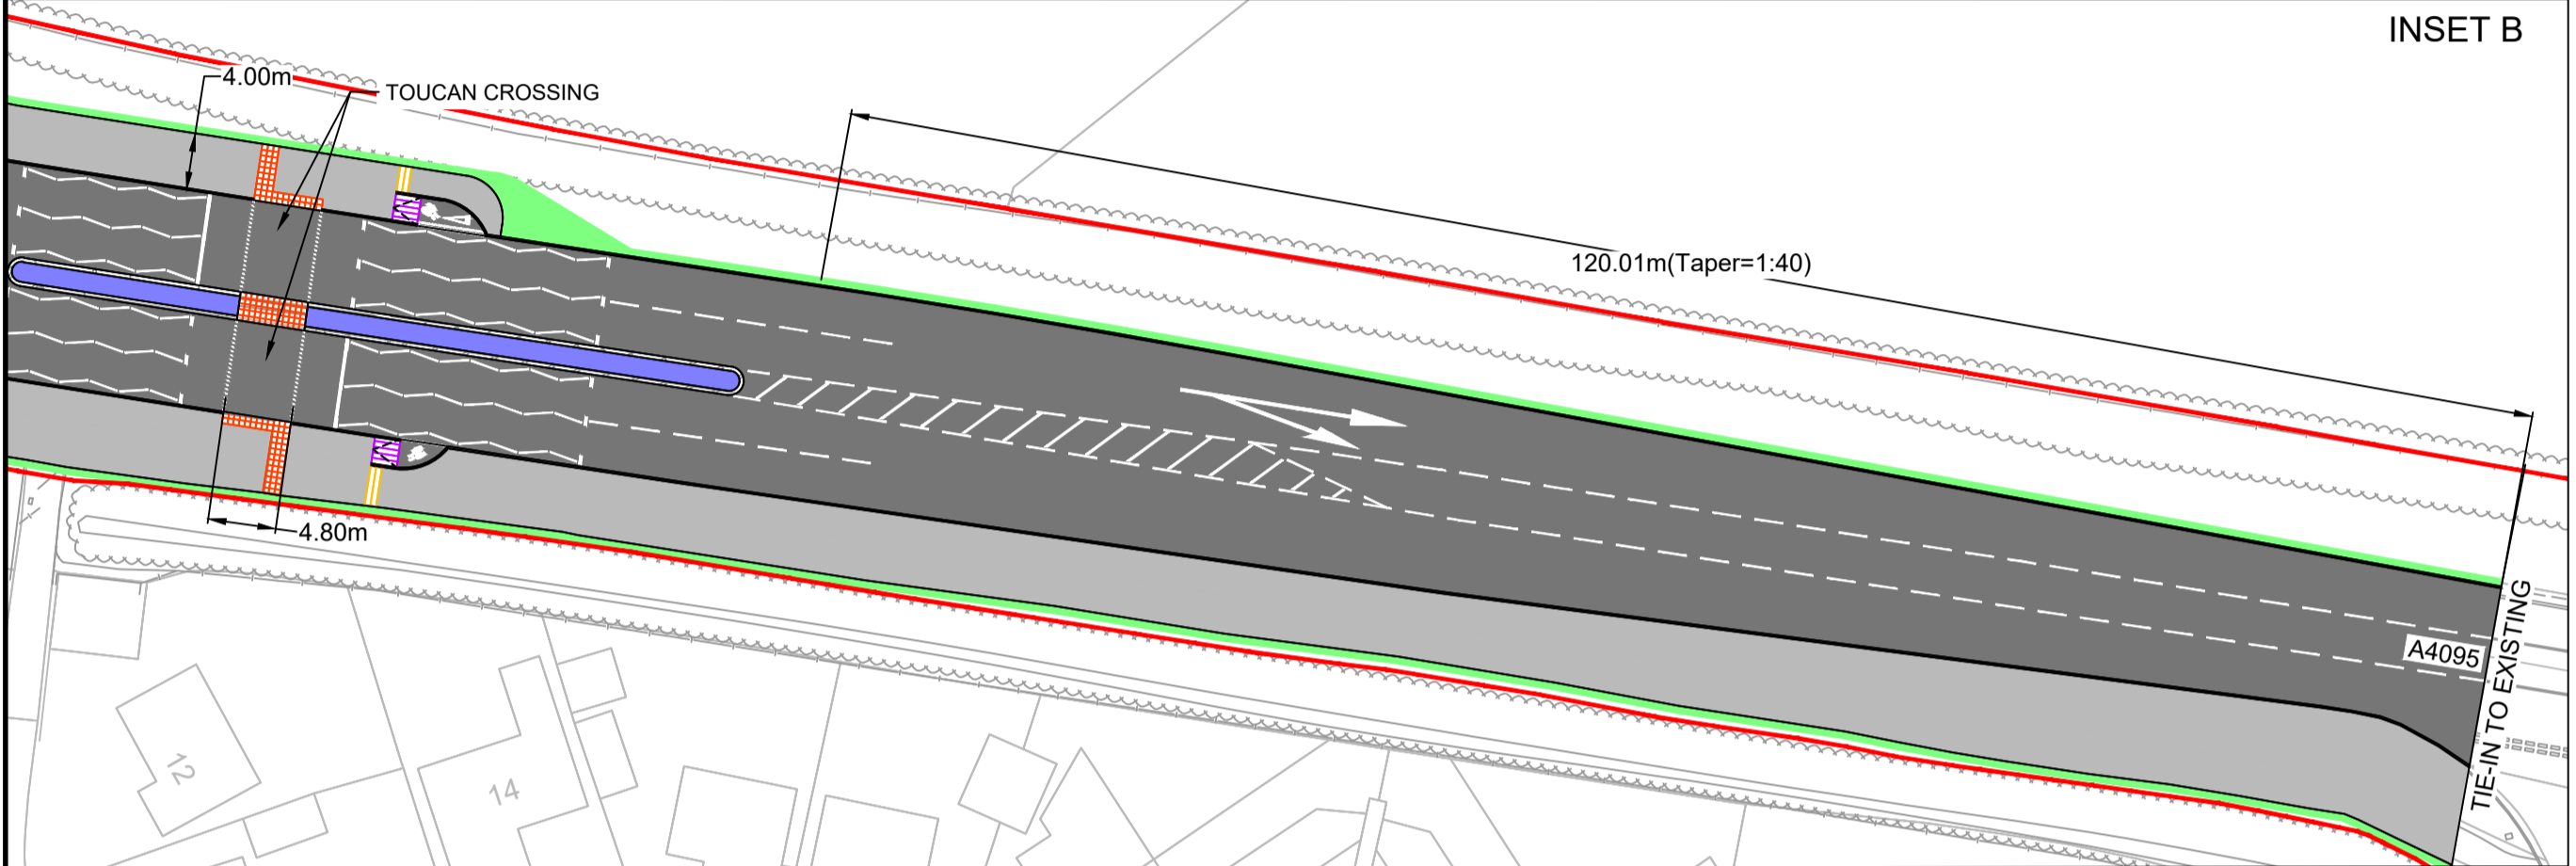 INSET B
4.00m
TOUCAN CROSSING
120.01m(Taper=1:40)
4.80m
A4095
TIE-IN TO EXISTING
12
14